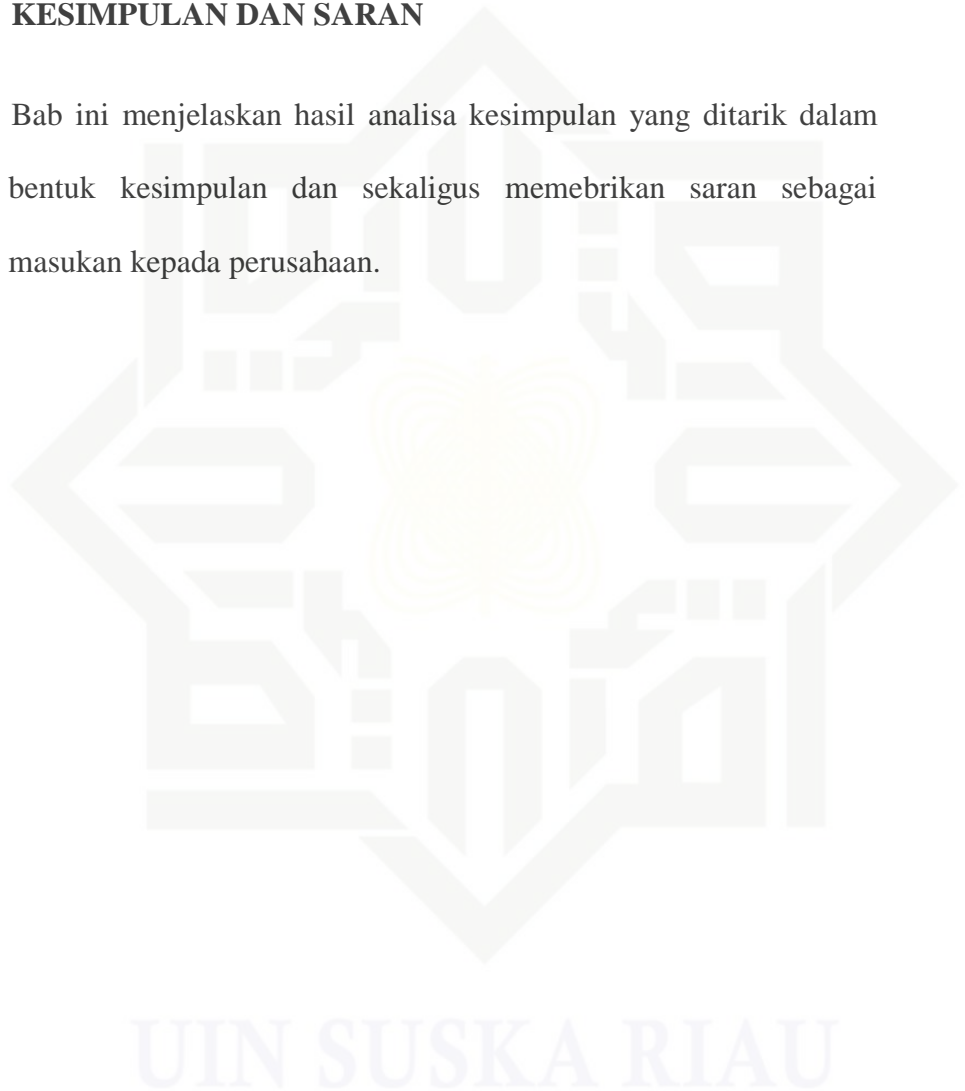 KESIMPULAN DAN SARAN
Bab ini menjelaskan hasil analisa kesimpulan yang ditarik dalam
bentuk kesimpulan dan sekaligus memebrikan saran sebagai
masukan kepada perusahaan.
UIN SUSKA RIAU